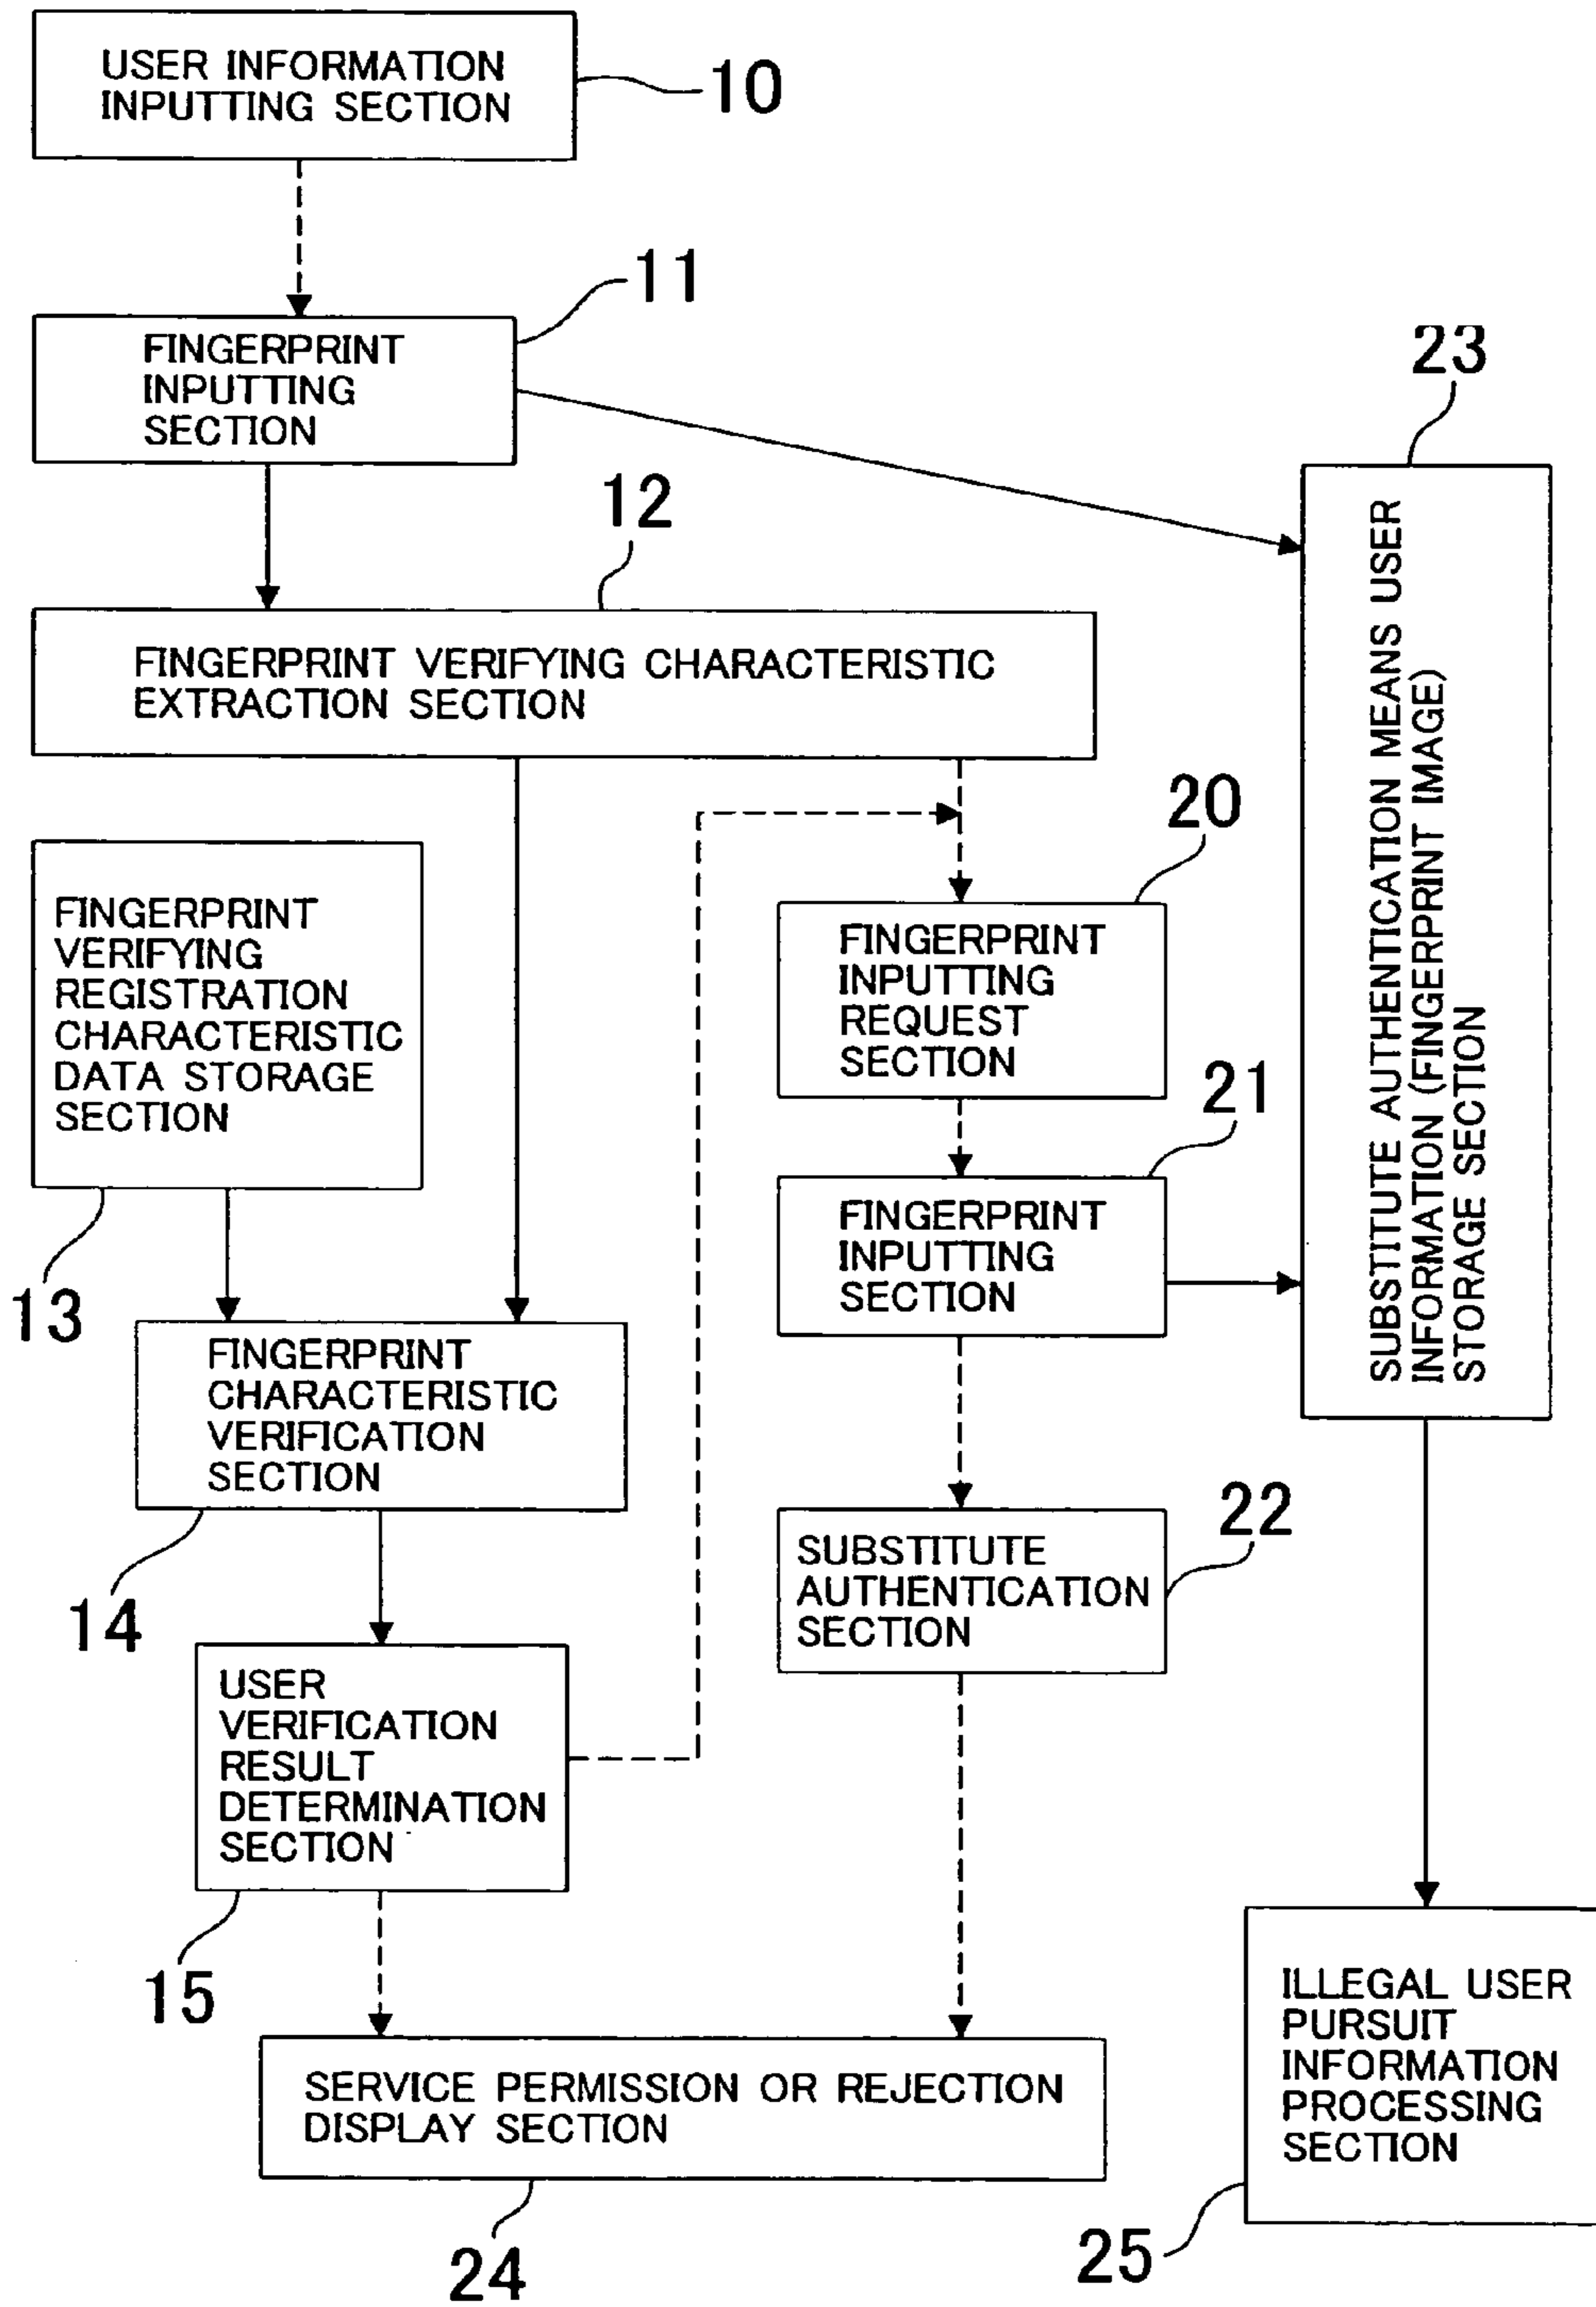 USER INFORMATION
INPUTTING SECTION
10
11
FINGERPRINT
INPUTTING
SECTION
23
12
SUBSTITUTE AUTHENTICATION MEANS USER
INFORMATION (FINGERPRINT IMAGE)
STORAGE SECTION
FINGERPRINT VERIFYING CHARACTERISTIC
EXTRACTION SECTION
20
FINGERPRINT
VERIFYING
REGISTRATION
CHARACTERISTIC
DATA STORAGE
SECTION
13
FINGERPRINT
INPUTTING
REQUEST
SECTION
21
FINGERPRINT
INPUTTING
SECTION
FINGERPRINT
CHARACTERISTIC
VERIFICATION
SECTION
14
22
SUBSTITUTE
AUTHENTICATION
SECTION
USER
VERIFICATION
RESULT
DETERMINATION
SECTION
15
SERVICE PERMISSION OR REJECTION
DISPLAY SECTION
24
ILLEGAL USER
PURSUIT
INFORMATION
PROCESSING
SECTION
25